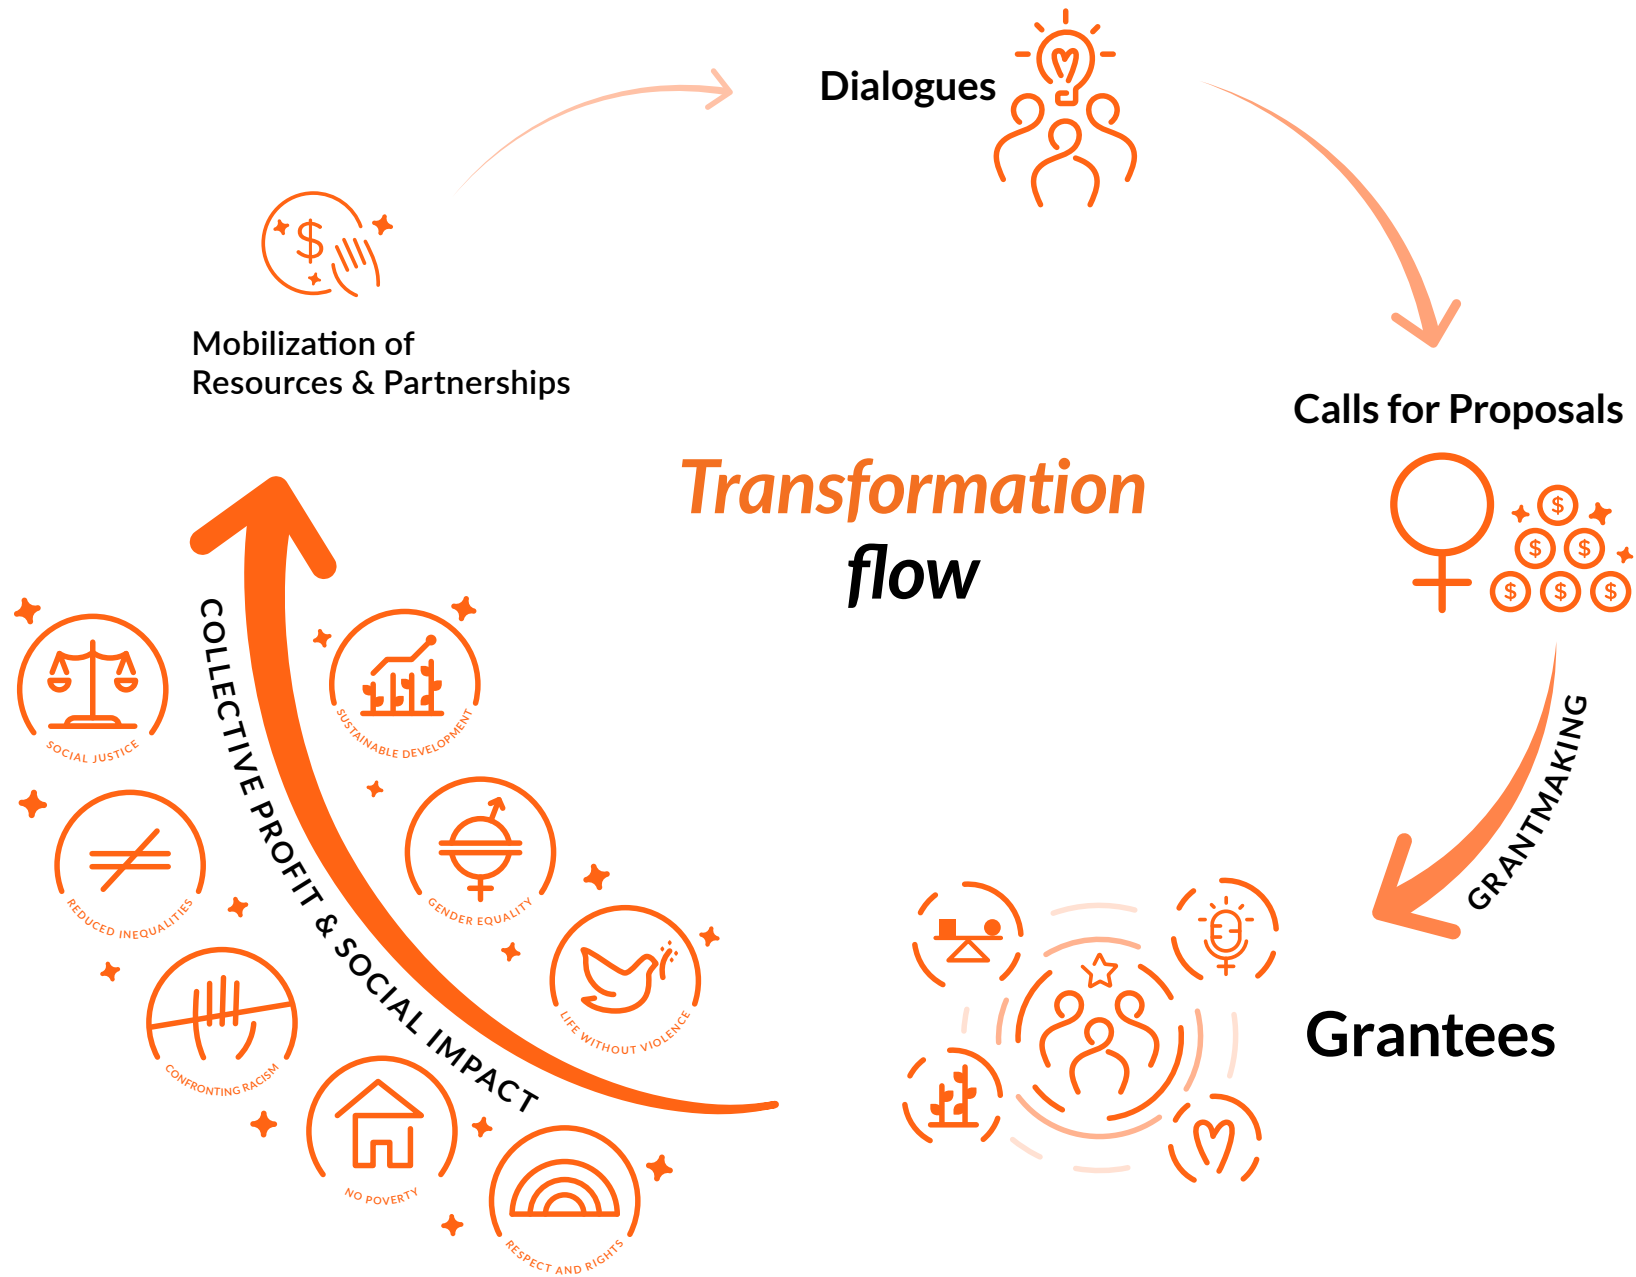 Dialogues
Mobilization of
Resources & Partnerships
Calls for Proposals
Transformation
flow
$
$
$ $
$ $ $
GRANTMAKING
Grantees
COLLECTIVE PROFIT & SOCIAL IMPACT
SOCIAL JUSTICE
SUSTAINABLE DEVELOPMENT
REDUCED INEQUALITIES
GENDER EQUALITY
CONFRONTING RACISM
LIFE WITHOUT VIOLENCE
NO POVERTY
RESPECT AND RIGHTS